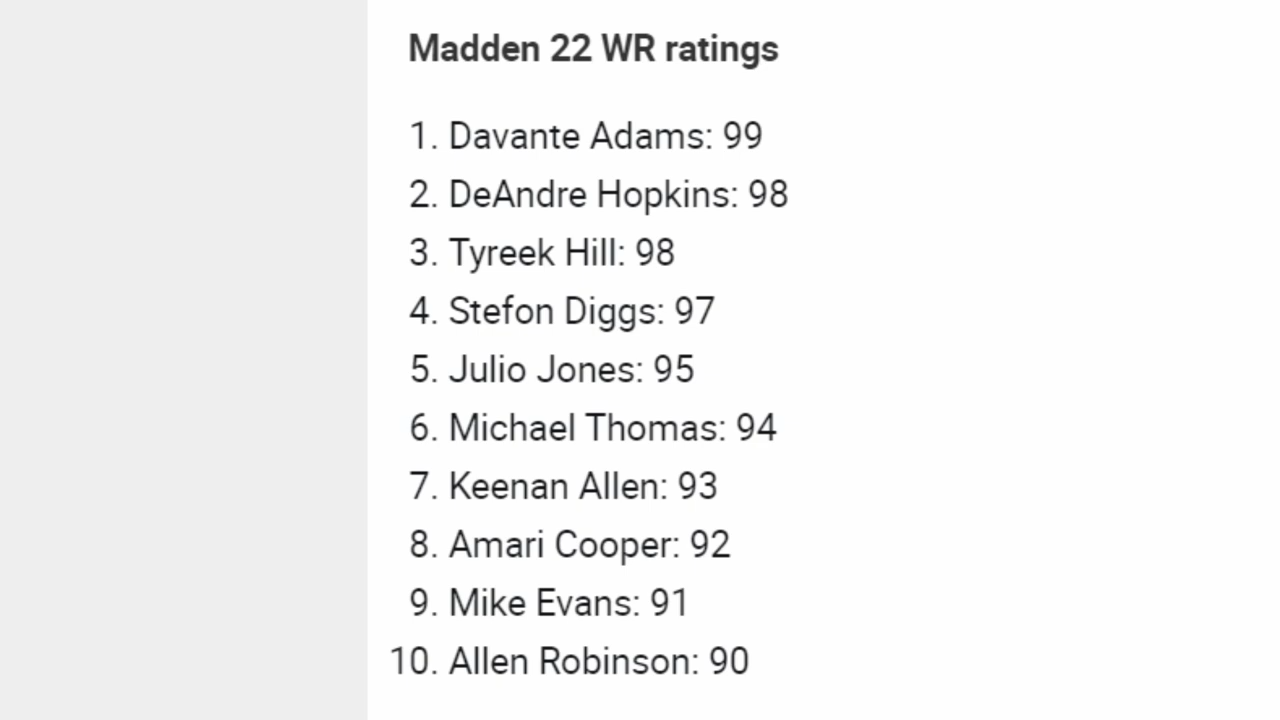 Madden 22 WR ratings
1. Davante Adams: 99
2. DeAndre Hopkins: 98
3. Tyreek Hill: 98
4. Stefon Diggs: 97
5. Julio Jones: 95
6. Michael Thomas: 94
7. Keenan Allen: 93
8. Amari Cooper: 92
9. Mike Evans: 91
10. Allen Robinson: 90